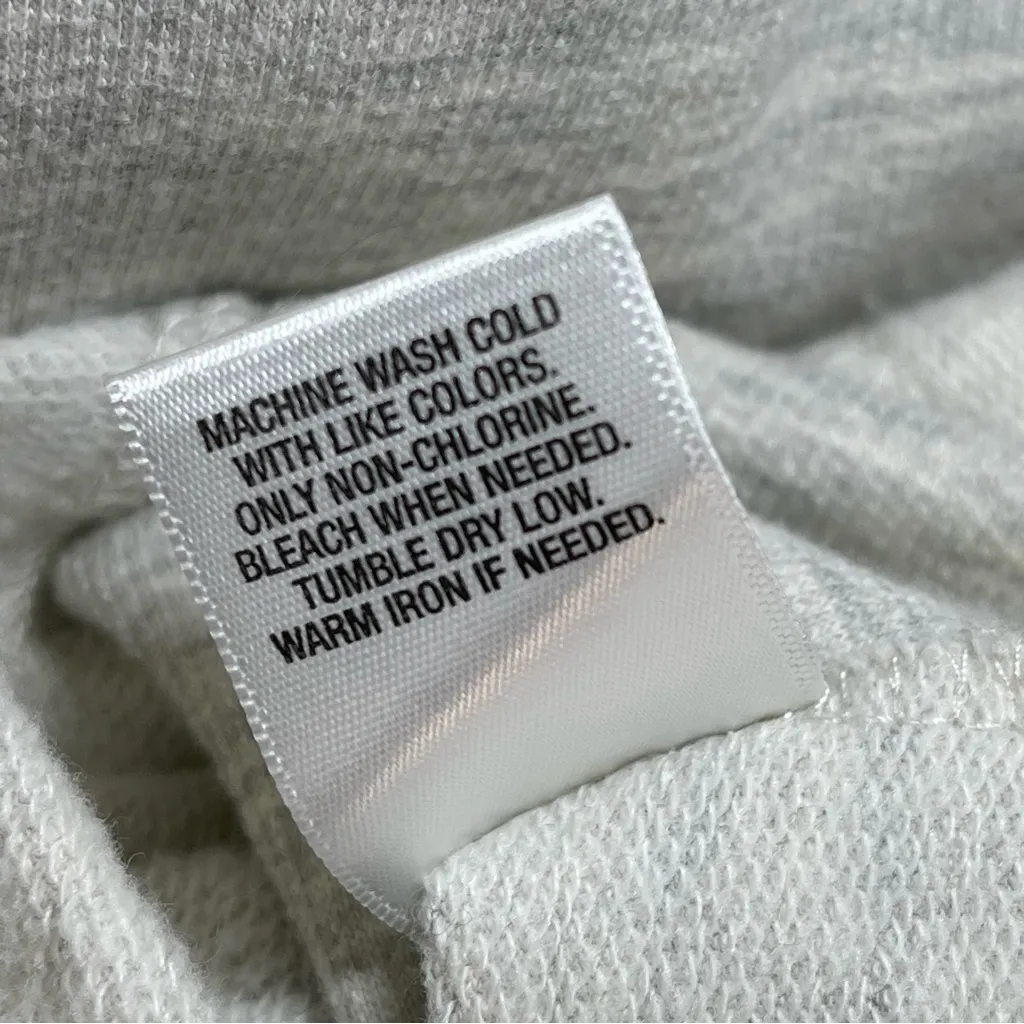 MACHINE WASH COLD
WITH LIKE COLORS.
ONLY NON-CHLORINE.
BLEACH WHEN NEEDED.
TUMBLE DRY LOW.
WARM IRON IF NEEDED.